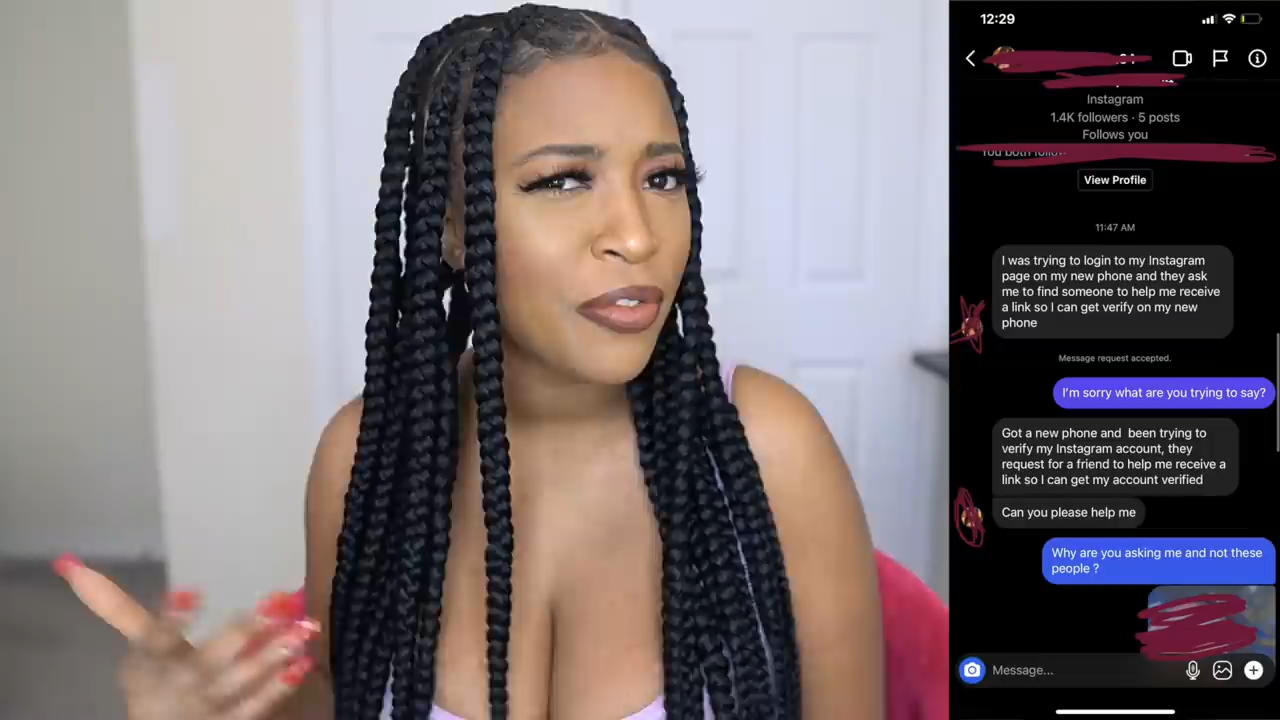 12:29
Instagram
1.4K followers · 5 posts
Follows you
You both follow
View Profile
11:47 AM
I was trying to login to my Instagram
page on my new phone and they ask
me to find someone to help me receive
a link so I can get verify on my new
phone
Message request accepted.
I'm sorry what are you trying to say?
Got a new phone and been trying to
verify my Instagram account, they
request for a friend to help me receive a
link so I can get my account verified
Can you please help me
Why are you asking me and not these
people ?
Message...